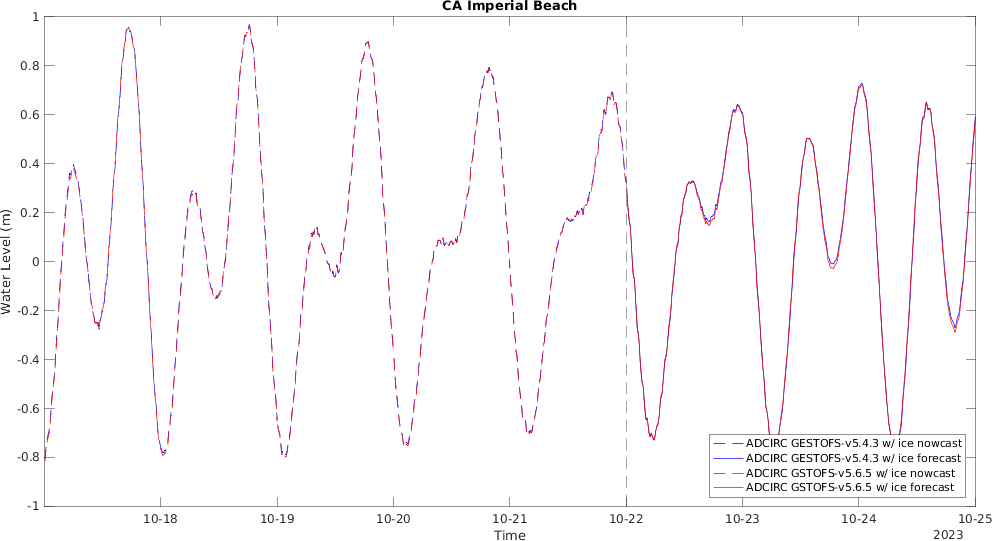 CA Imperial Beach
1
0.8
0.6
0.4
0.2
0
-0.2
-0.4
-0.6
-0.8
-1
Water Level (m)
10-18
10-19
10-20
10-21
10-22
10-23
10-24
10-25
Time
2023
ADCIRC GESTOFS-v5.4.3 w/ ice nowcast
ADCIRC GESTOFS-v5.4.3 w/ ice forecast
ADCIRC GSTOFS-v5.6.5 w/ ice nowcast
ADCIRC GSTOFS-v5.6.5 w/ ice forecast